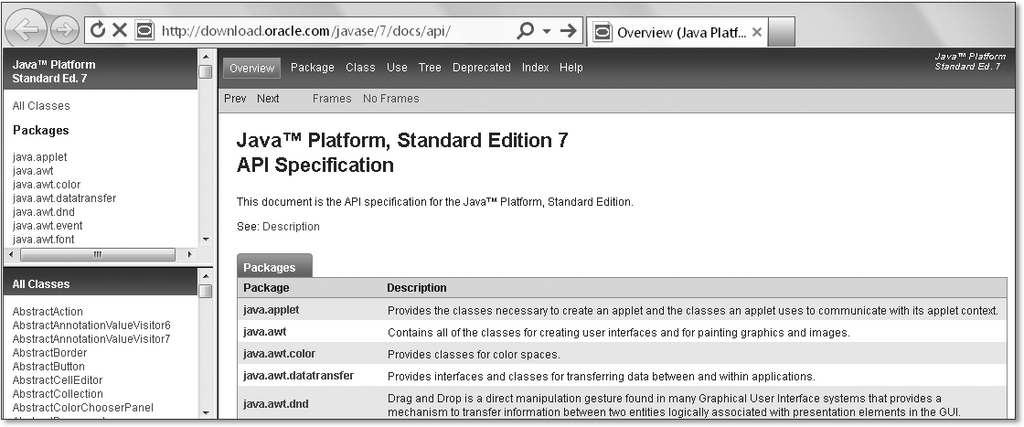 http://download.oracle.com/javase/7/docs/api/
Overview (Java Platf...
Java™ Platform
Standard Ed. 7
All Classes
Packages
java.applet
java.awt
java.awt.color
java.awt.datatransfer
java.awt.dnd
java.awt.event
java.awt.font
All Classes
AbstractAction
AbstractAnnotationValueVisitor6
AbstractAnnotationValueVisitor7
AbstractBorder
AbstractButton
AbstractCellEditor
AbstractCollection
AbstractColorChooserPanel
Overview Package Class Use Tree Deprecated Index Help
Java™ Platform
Standard Ed. 7
Prev Next Frames No Frames
Java™ Platform, Standard Edition 7
API Specification
This document is the API specification for the Java™ Platform, Standard Edition.
See: Description
Packages
Package Description
java.applet Provides the classes necessary to create an applet and the classes an applet uses to communicate with its applet context.
java.awt Contains all of the classes for creating user interfaces and for painting graphics and images.
java.awt.color Provides classes for color spaces.
java.awt.datatransfer Provides interfaces and classes for transferring data between and within applications.
java.awt.dnd Drag and Drop is a direct manipulation gesture found in many Graphical User Interface systems that provides a
mechanism to transfer information between two entities logically associated with presentation elements in the GUI.